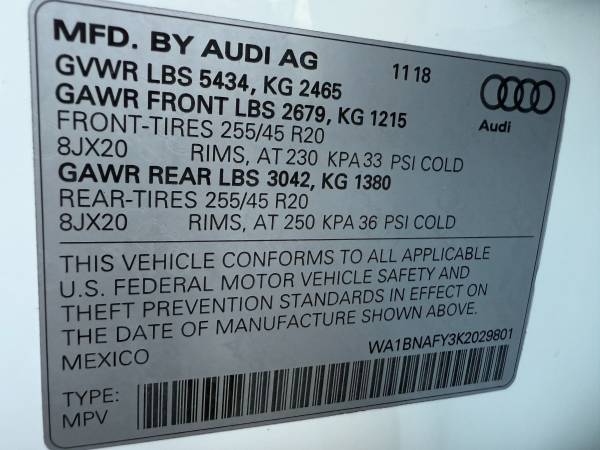 MFD. BY AUDI AG 11 18
GVWR LBS 5434, KG 2465
GAWR FRONT LBS 2679, KG 1215
Audi
FRONT-TIRES 255/45 R20
8JX20 RIMS, AT 230 KPA 33 PSI COLD
GAWR REAR LBS 3042, KG 1380
REAR-TIRES 255/45 R20
8JX20 RIMS, AT 250 KPA 36 PSI COLD
THIS VEHICLE CONFORMS TO ALL APPLICABLE
U.S. FEDERAL MOTOR VEHICLE SAFETY AND
THEFT PREVENTION STANDARDS IN EFFECT ON
THE DATE OF MANUFACTURE SHOWN ABOVE.
MEXICO WA1BNAFY3K2029801
TYPE:
MPV